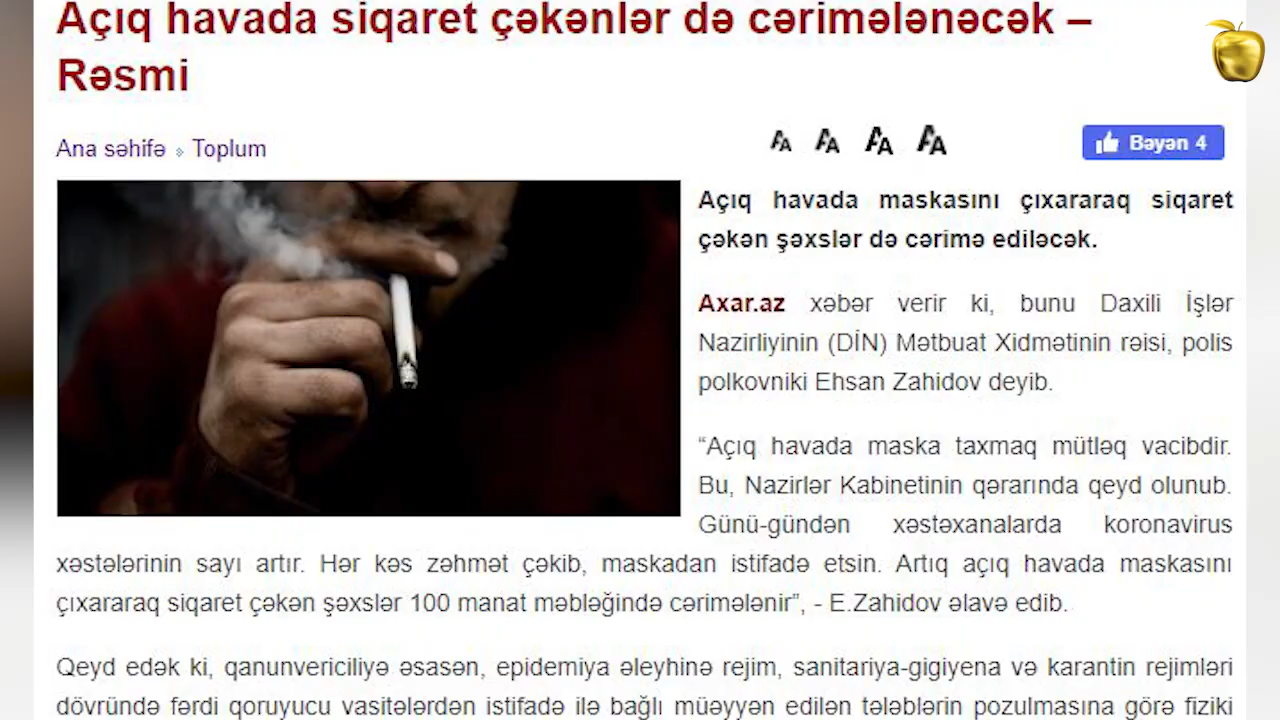 Açıq havada siqaret çəkənlər də cərimələnəcək –
Rəsmi
Ana səhifə Toplum
AA AA AA AA
Bəyən 4
Açıq havada maskasını çıxararaq siqaret
çəkən şəxslər də cərimə ediləcək.
Axar.az xəbər verir ki, bunu Daxili İşlər
Nazirliyinin (DİN) Mətbuat Xidmətinin rəisi, polis
polkovniki Ehsan Zahidov deyib.
“Açıq havada maska taxmaq mütləq vacibdir.
Bu, Nazirlər Kabinetinin qərarında qeyd olunub.
Günü-gündən xəstəxanalarda koronavirus
xəstələrinin sayı artır. Hər kəs zəhmət çəkib, maskadan istifadə etsin. Artıq açıq havada maskasını
çıxararaq siqaret çəkən şəxslər 100 manat məbləğində cərimələnir”, - E.Zahidov əlavə edib.
Qeyd edək ki, qanunvericiliyə əsasən, epidemiya əleyhinə rejim, sanitariya-gigiyena və karantin rejimləri
dövründə fərdi qoruyucu vasitələrdən istifadə ilə bağlı müəyyən edilən tələblərin pozulmasına görə fiziki